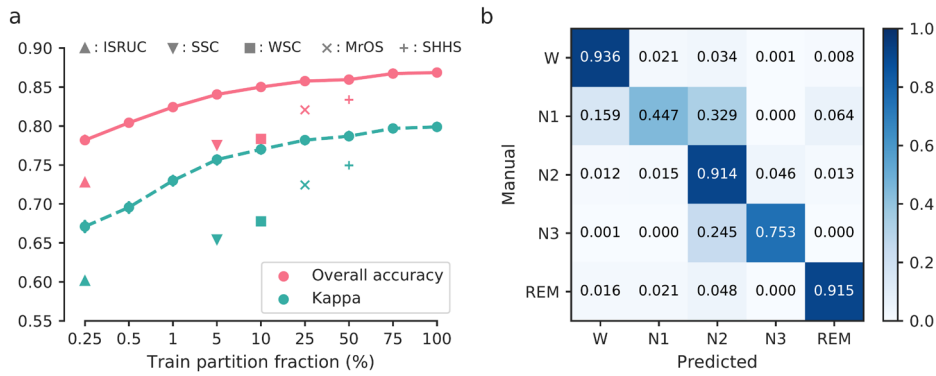 a
▲: ISRUC ▼: SSC ■: WSC ×: MrOS +: SHHS
0.90
0.85
0.80
0.75
0.70
0.65
0.60
0.55
Overall accuracy
Kappa
0.25 0.5 1 5 10 25 50 75 100
Train partition fraction (%)
b
Manual
W 0.936 0.021 0.034 0.001 0.008
N1 0.159 0.447 0.329 0.000 0.064
N2 0.012 0.015 0.914 0.046 0.013
N3 0.001 0.000 0.245 0.753 0.000
REM 0.016 0.021 0.048 0.000 0.915
W N1 N2 N3 REM
Predicted
1.0
0.8
0.6
0.4
0.2
0.0